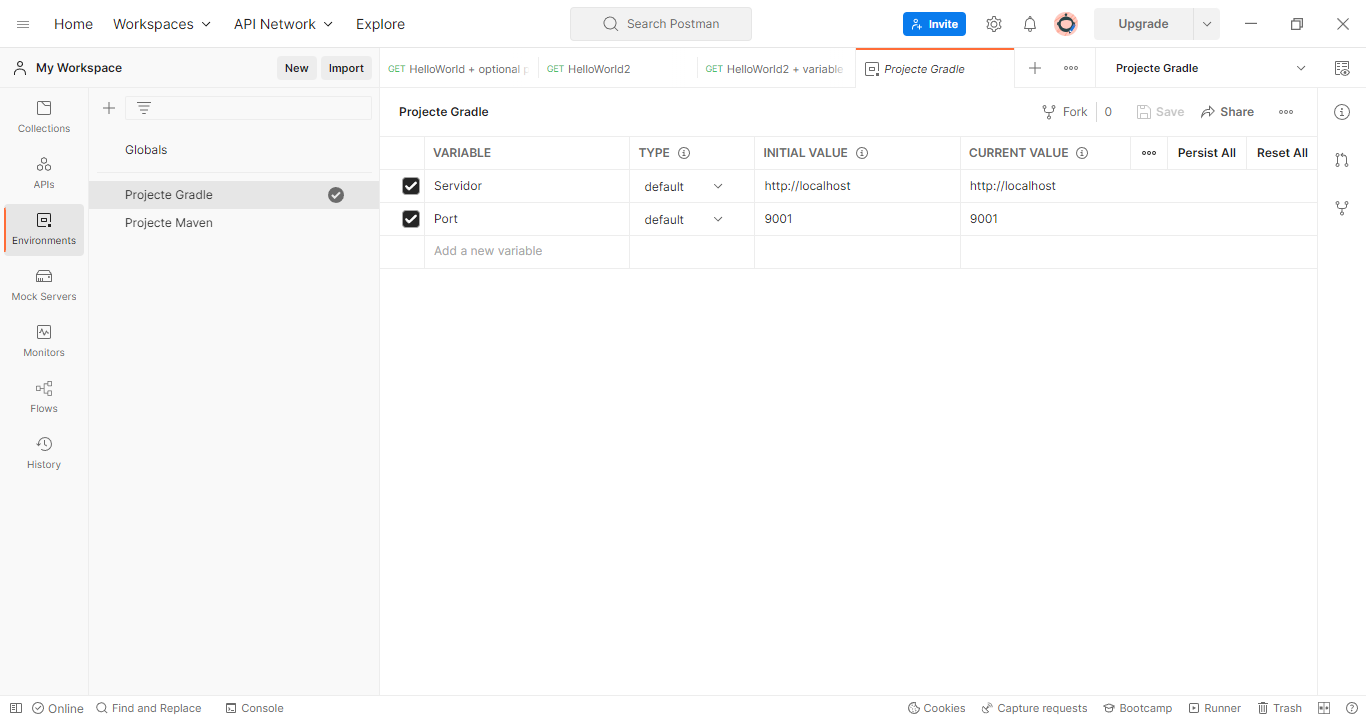 Home Workspaces API Network Explore Search Postman Invite Upgrade
My Workspace New Import GET HelloWorld + optional GET HelloWorld2 GET HelloWorld2 + variable Projecte Gradle Projecte Gradle
Collections
APIs
Environments
Mock Servers
Monitors
Flows
History
Globals
Projecte Gradle
Projecte Maven
Projecte Gradle Fork 0 Save Share
VARIABLE TYPE INITIAL VALUE CURRENT VALUE Persist All Reset All
Servidor default http://localhost http://localhost
Port default 9001 9001
Add a new variable
Online Find and Replace Console Cookies Capture requests Bootcamp Runner Trash